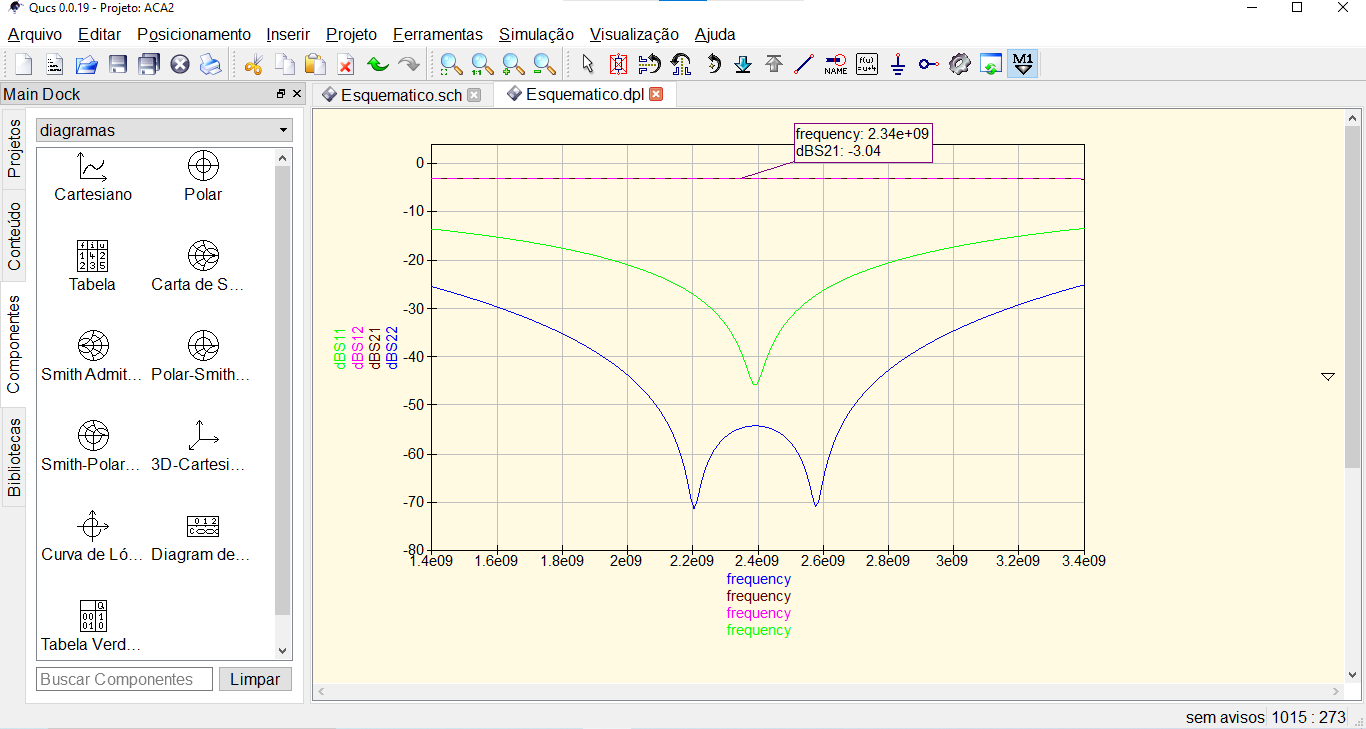 Qucs 0.0.19 - Projeto: ACA2
Arquivo Editar Posicionamento Inserir Projeto Ferramentas Simulação Visualização Ajuda
1:1
NAME
f(u)
ω=u+4
M1
Main Dock
Esquematico.sch
Esquematico.dpl
Projetos
Conteúdo
Componentes
Bibliotecas
diagramas
Cartesiano
Polar
Tabela
Carta de S...
Smith Admit...
Polar-Smith...
Smith-Polar...
3D-Cartesi...
Curva de Ló...
Diagram de...
Tabela Verd...
Buscar Componentes
Limpar
frequency: 2.34e+09
dBS21: -3.04
0
-10
-20
-30
-40
-50
-60
-70
-80
dBS11
dBS12
dBS21
dBS22
1.4e09 1.6e09 1.8e09 2e09 2.2e09 2.4e09 2.6e09 2.8e09 3e09 3.2e09 3.4e09
frequency
frequency
frequency
frequency
sem avisos 1015 : 273